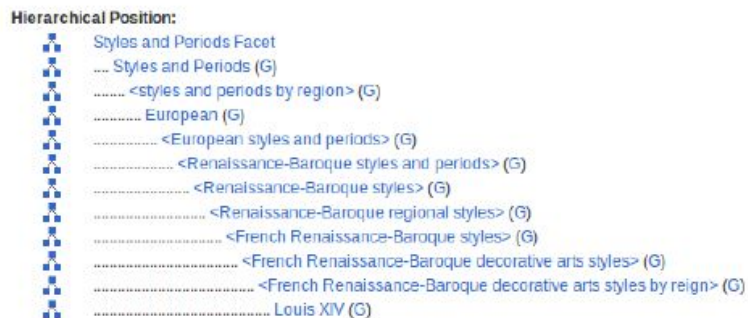 Hierarchical Position:
Styles and Periods Facet
.... Styles and Periods (G)
........ <styles and periods by region> (G)
............ European (G)
................ <European styles and periods> (G)
.................... <Renaissance-Baroque styles and periods> (G)
........................ <Renaissance-Baroque styles> (G)
............................ <Renaissance-Baroque regional styles> (G)
................................ <French Renaissance-Baroque styles> (G)
.................................... <French Renaissance-Baroque decorative arts styles> (G)
........................................ <French Renaissance-Baroque decorative arts styles by reign> (G)
............................................ Louis XIV (G)